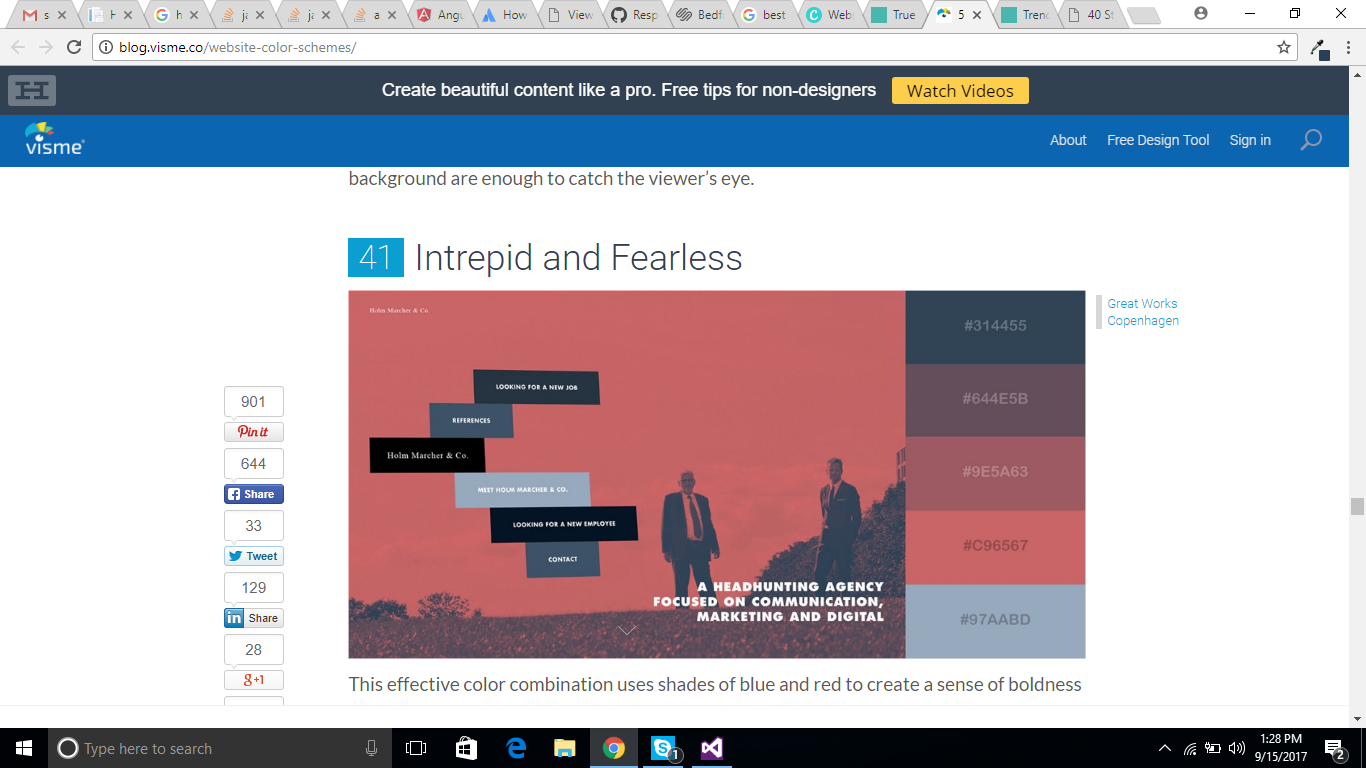 s
H
h
ja
ja
a
Angu
How
View
Resp
Bedf
best
Web
True
5
Trend
40 St
blog.visme.co/website-color-schemes/
Create beautiful content like a pro. Free tips for non-designers
Watch Videos
visme
About
Free Design Tool
Sign in
background are enough to catch the viewer's eye.
41 Intrepid and Fearless
Holm Marcher & Co.
LOOKING FOR A NEW JOB
REFERENCES
Holm Marcher & Co.
MEET HOLM MARCHER & CO.
LOOKING FOR A NEW EMPLOYEE
CONTACT
A HEADHUNTING AGENCY
FOCUSED ON COMMUNICATION,
MARKETING AND DIGITAL
#314455
#644E5B
#9E5A63
#C96567
#97AABD
Great Works
Copenhagen
901
Pin it
644
Share
33
Tweet
129
in Share
28
g+1
This effective color combination uses shades of blue and red to create a sense of boldness
Type here to search
1
1:28 PM
9/15/2017
2